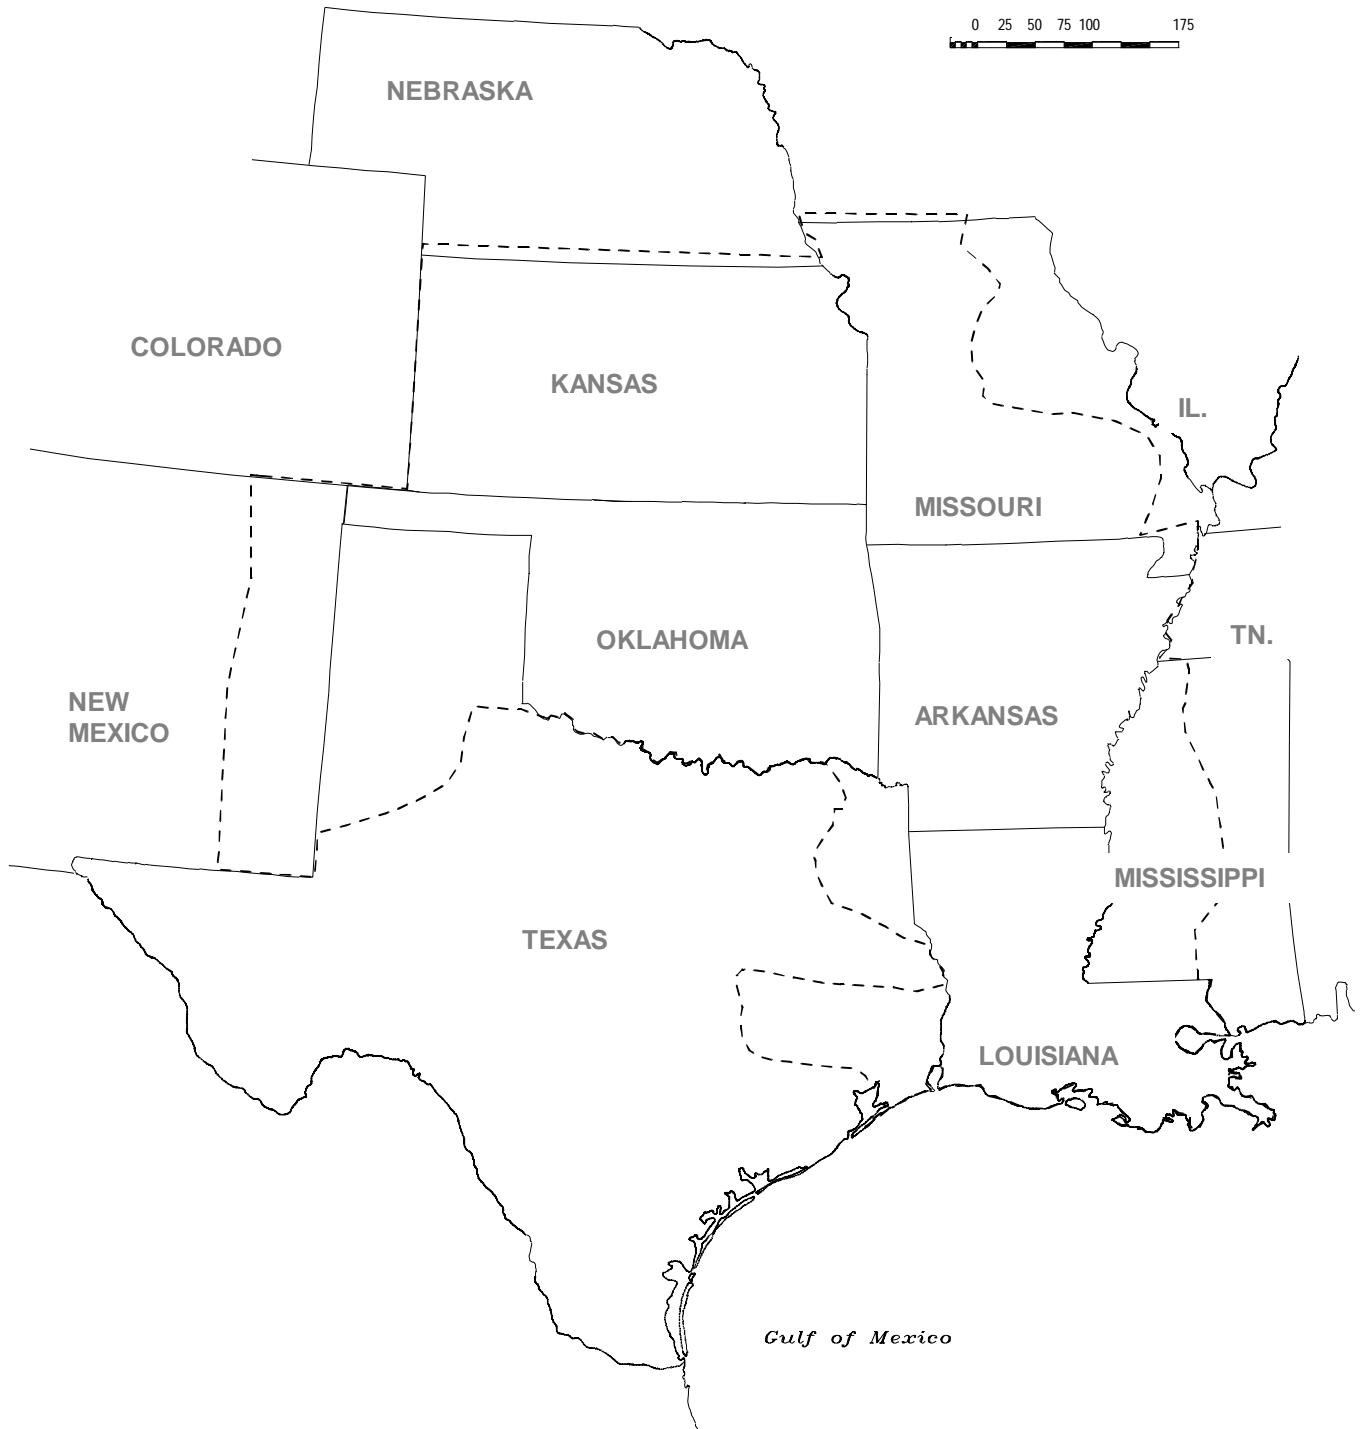 0 25 50 75 100 175
NEBRASKA
COLORADO
KANSAS
IL.
MISSOURI
OKLAHOMA
TN.
NEW
MEXICO
ARKANSAS
MISSISSIPPI
TEXAS
LOUISIANA
Gulf of Mexico